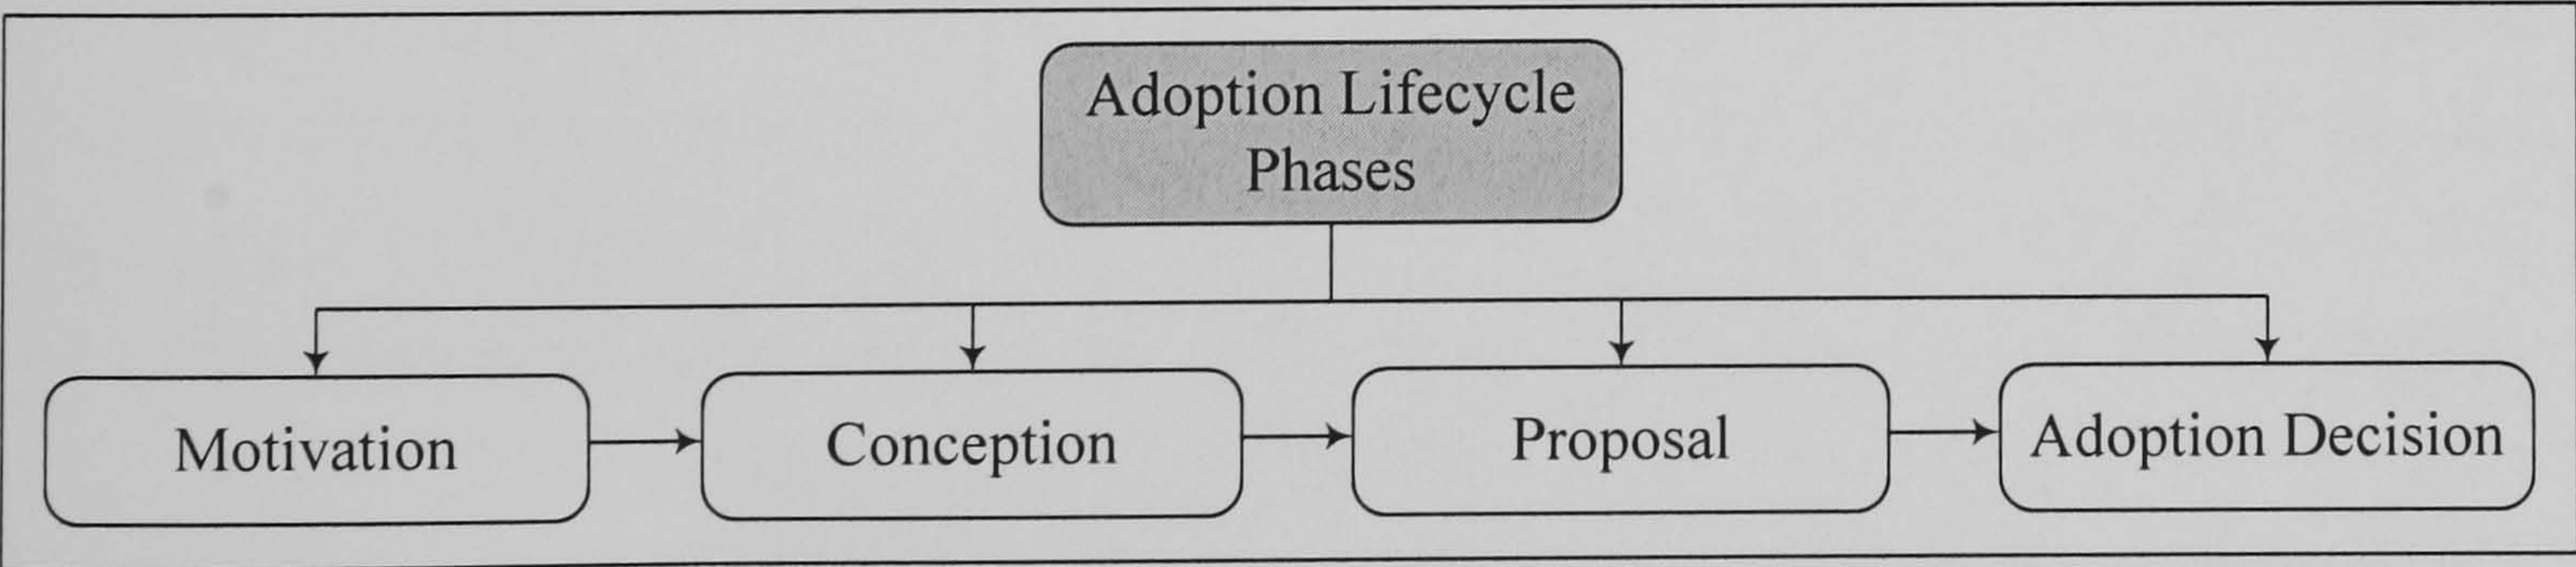 Adoption Lifecycle
Phases
Motivation
Conception
Proposal
Adoption Decision